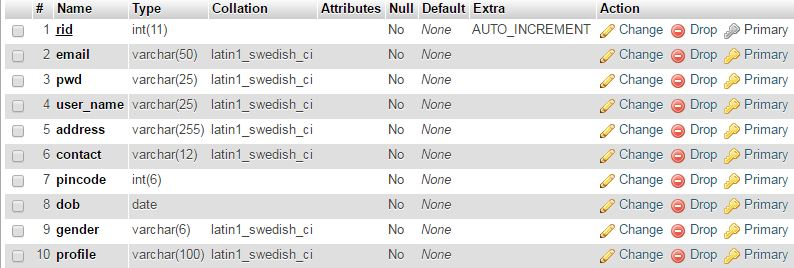 # Name Type Collation Attributes Null Default Extra Action
1 rid int(11) No None AUTO_INCREMENT Change Drop Primary
2 email varchar(50) latin1_swedish_ci No None Change Drop Primary
3 pwd varchar(25) latin1_swedish_ci No None Change Drop Primary
4 user_name varchar(25) latin1_swedish_ci No None Change Drop Primary
5 address varchar(255) latin1_swedish_ci No None Change Drop Primary
6 contact varchar(12) latin1_swedish_ci No None Change Drop Primary
7 pincode int(6) No None Change Drop Primary
8 dob date No None Change Drop Primary
9 gender varchar(6) latin1_swedish_ci No None Change Drop Primary
10 profile varchar(100) latin1_swedish_ci No None Change Drop Primary